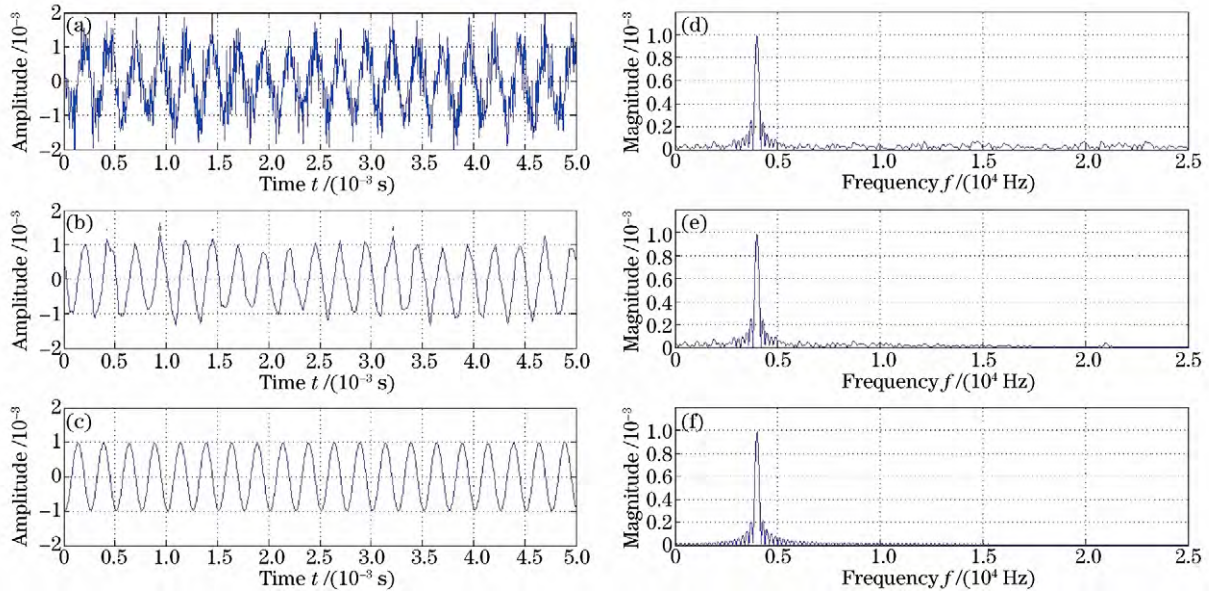 (a)
Amplitude /10⁻³
2
1
0
−1
−2
0 0.5 1.0 1.5 2.0 2.5 3.0 3.5 4.0 4.5 5.0
Time t /(10⁻³ s)
(b)
Amplitude /10⁻³
2
1
0
−1
−2
0 0.5 1.0 1.5 2.0 2.5 3.0 3.5 4.0 4.5 5.0
Time t /(10⁻³ s)
(c)
Amplitude /10⁻³
2
1
0
−1
−2
0 0.5 1.0 1.5 2.0 2.5 3.0 3.5 4.0 4.5 5.0
Time t /(10⁻³ s)
(d)
Magnitude /10⁻³
1.0
0.8
0.6
0.4
0.2
0
0 0.5 1.0 1.5 2.0 2.5
Frequency f /(10⁴ Hz)
(e)
Magnitude /10⁻³
1.0
0.8
0.6
0.4
0.2
0
0.0 0.5 1.0 1.5 2.0 2.5
Frequency f /(10⁴ Hz)
(f)
Magnitude /10⁻³
1.0
0.8
0.6
0.4
0.2
0
0 0.5 1.0 1.5 2.0 2.5
Frequency f /(10⁴ Hz)